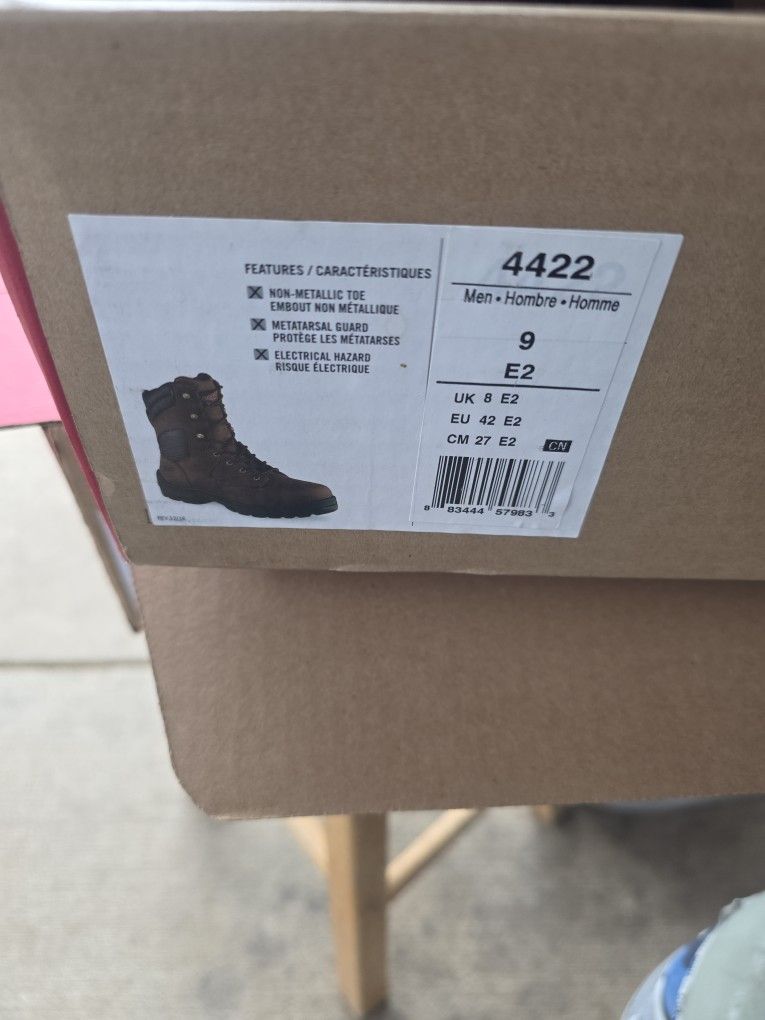 FEATURES / CARACTÉRISTIQUES
NON-METALLIC TOE
EMBOUT NON MÉTALLIQUE
METATARSAL GUARD
PROTÈGE LES MÉTATARSES
ELECTRICAL HAZARD
RISQUE ÉLECTRIQUE
4422
Men • Hombre • Homme
9
E2
UK 8 E2
EU 42 E2
CM 27 E2
CN
8 83444 57983 3